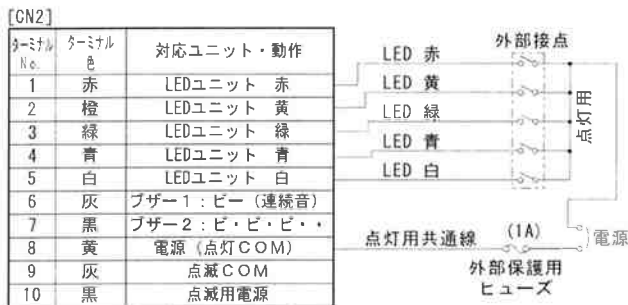 [CN2]
ターミナルNo. ターミナル色 対応ユニット・動作
1 赤 LEDユニット 赤
2 橙 LEDユニット 黄
3 緑 LEDユニット 緑
4 青 LEDユニット 青
5 白 LEDユニット 白
6 灰 ブザー1：ビー（連続音）
7 黒 ブザー2：ビ・ビ・ビ・・
8 黄 電源（点灯COM）
9 灰 点滅COM
10 黒 点滅用電源
外部接点
LED 赤
LED 黄
LED 緑
LED 青
LED 白
点灯用
点灯用共通線
(1A)
電源
外部保護用
ヒューズ